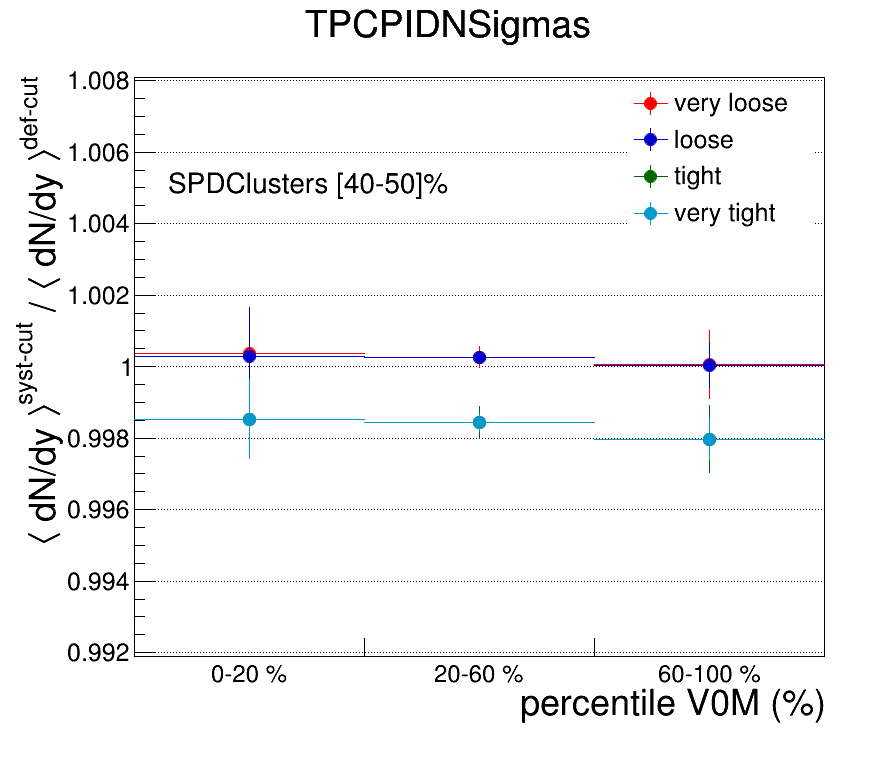 TPCPIDNSigmas
⟨ dN/dy ⟩^syst-cut / ⟨ dN/dy ⟩^def-cut
1.008
1.006
1.004
1.002
1
0.998
0.996
0.994
0.992
very loose
loose
tight
very tight
SPDClusters [40-50]%
0-20 %
20-60 %
60-100 %
percentile V0M (%)